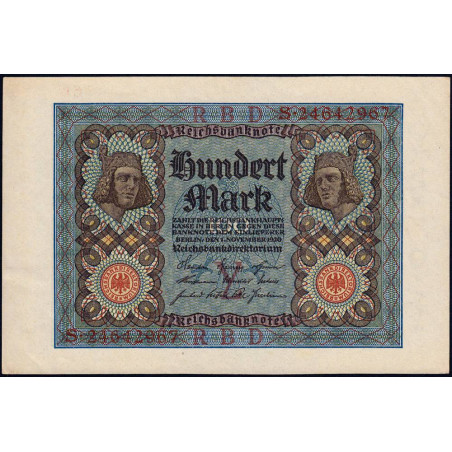 R B D S·24642967
Reichsbanknote
Hundert
Mark
ZAHLT DIE REICHSBANKHAUPT-
KASSE IN BERLIN GEGEN DIESE
BANKNOTE DEM EINLIEFERER
BERLIN, DEN 1. NOVEMBER 1920
Reichsbankdirektorium
Reichsbanknote
S·24642967 R B D